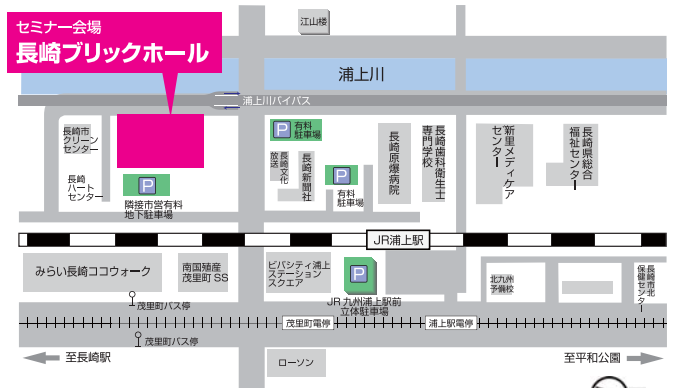 セミナー会場
長崎ブリックホール
江山楼
浦上川
浦上川バイパス
長崎市
クリーン
センター
長崎
ハート
センター
P
隣接市営有料
地下駐車場
P
有料
駐車場
長崎文化
放送
長崎新聞社
P
有料
駐車場
長崎原爆病院
長崎歯科衛生士
専門学校
新里メディケア
センター
長崎県総合
福祉センター
JR浦上駅
みらい長崎ココウォーク
南国殖産
茂里町 SS
ビバシティ浦上
ステーション
スクエア
P
JR 九州浦上駅前
立体駐車場
北九州
予備校
長崎市北
保健センター
茂里町バス停
茂里町電停
浦上駅電停
茂里町バス停
至長崎駅
ローソン
至平和公園